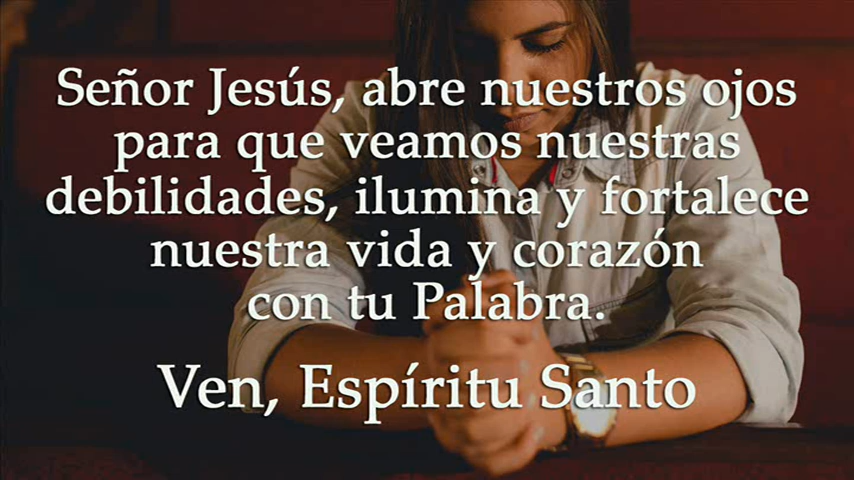 Señor Jesús, abre nuestros ojos
para que veamos nuestras
debilidades, ilumina y fortalece
nuestra vida y corazón
con tu Palabra.
Ven, Espíritu Santo